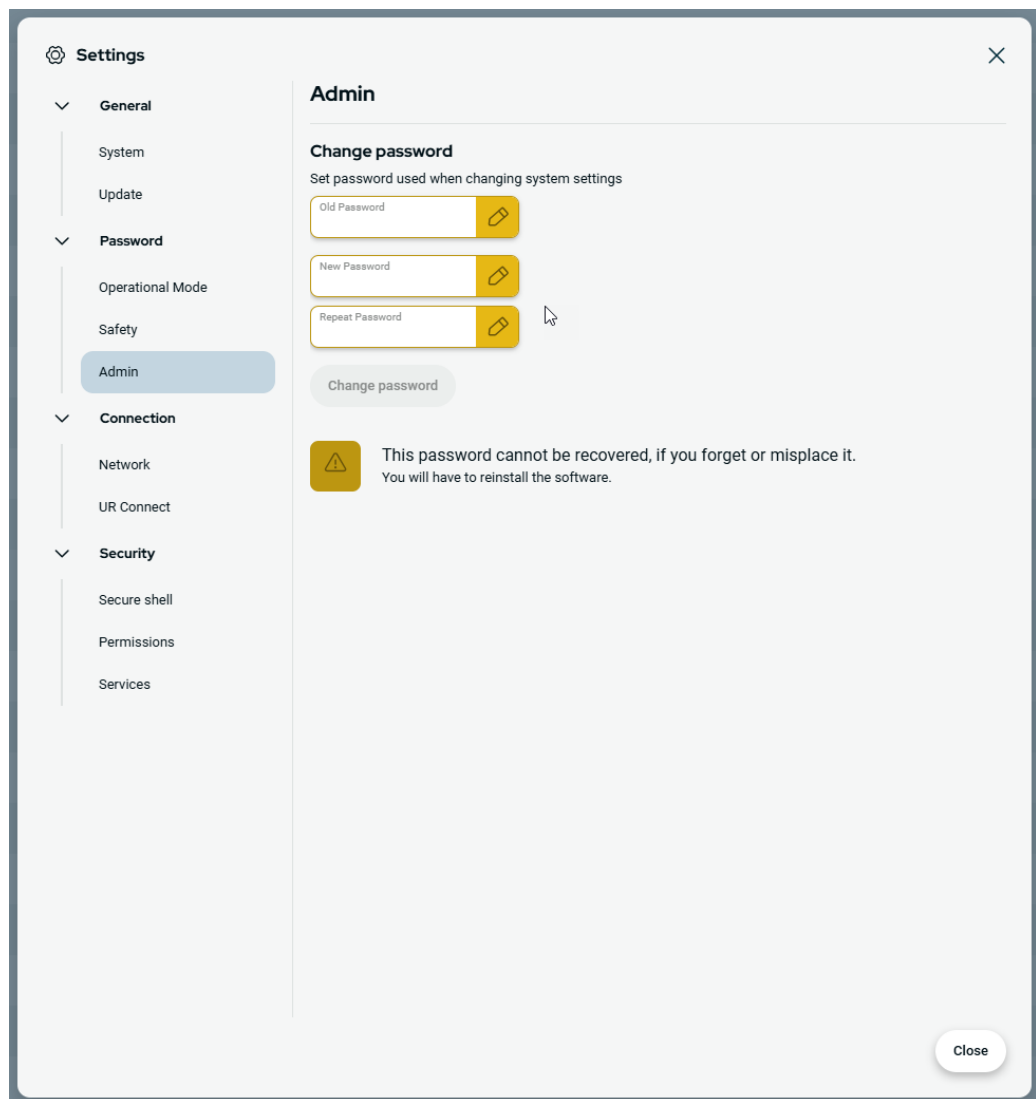 Settings
General
System
Update
Password
Operational Mode
Safety
Admin
Connection
Network
UR Connect
Security
Secure shell
Permissions
Services
Admin
Change password
Set password used when changing system settings
Old Password
New Password
Repeat Password
Change password
This password cannot be recovered, if you forget or misplace it.
You will have to reinstall the software.
Close